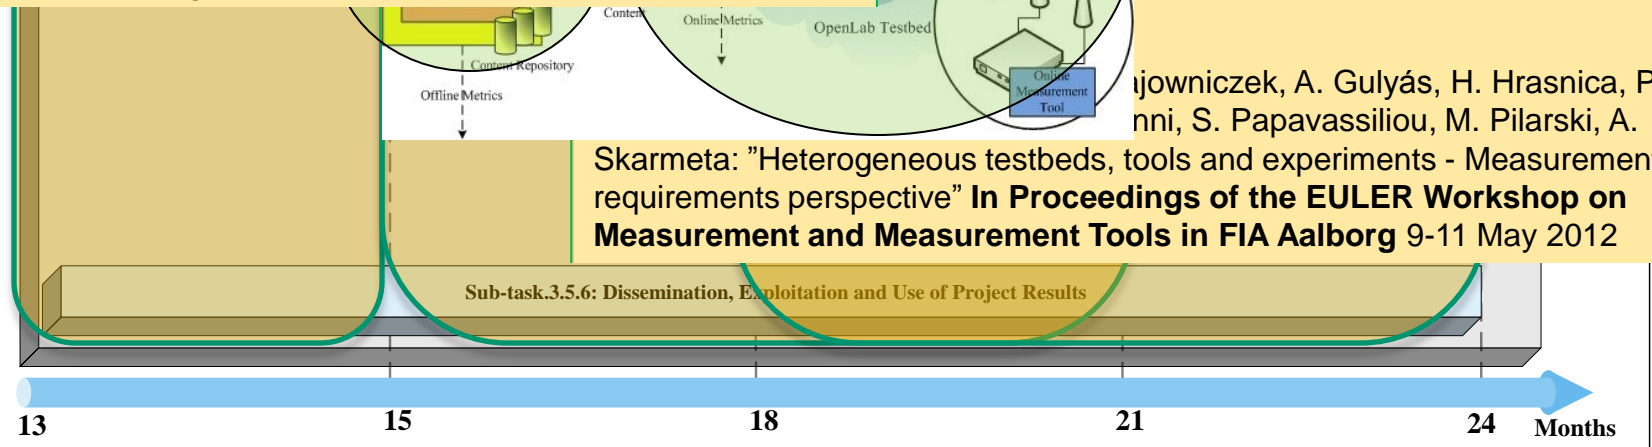 Content
Online Metrics
OpenLab Testbed
Content Repository
Offline Metrics
Online
Measurement
Tool
jowniczek, A. Gulyás, H. Hrasnica, P
nni, S. Papavassiliou, M. Pilarski, A.
Skarmeta: ”Heterogeneous testbeds, tools and experiments - Measuremen
requirements perspective” In Proceedings of the EULER Workshop on
Measurement and Measurement Tools in FIA Aalborg 9-11 May 2012
Sub-task.3.5.6: Dissemination, Exploitation and Use of Project Results
13 15 18 21 24 Months